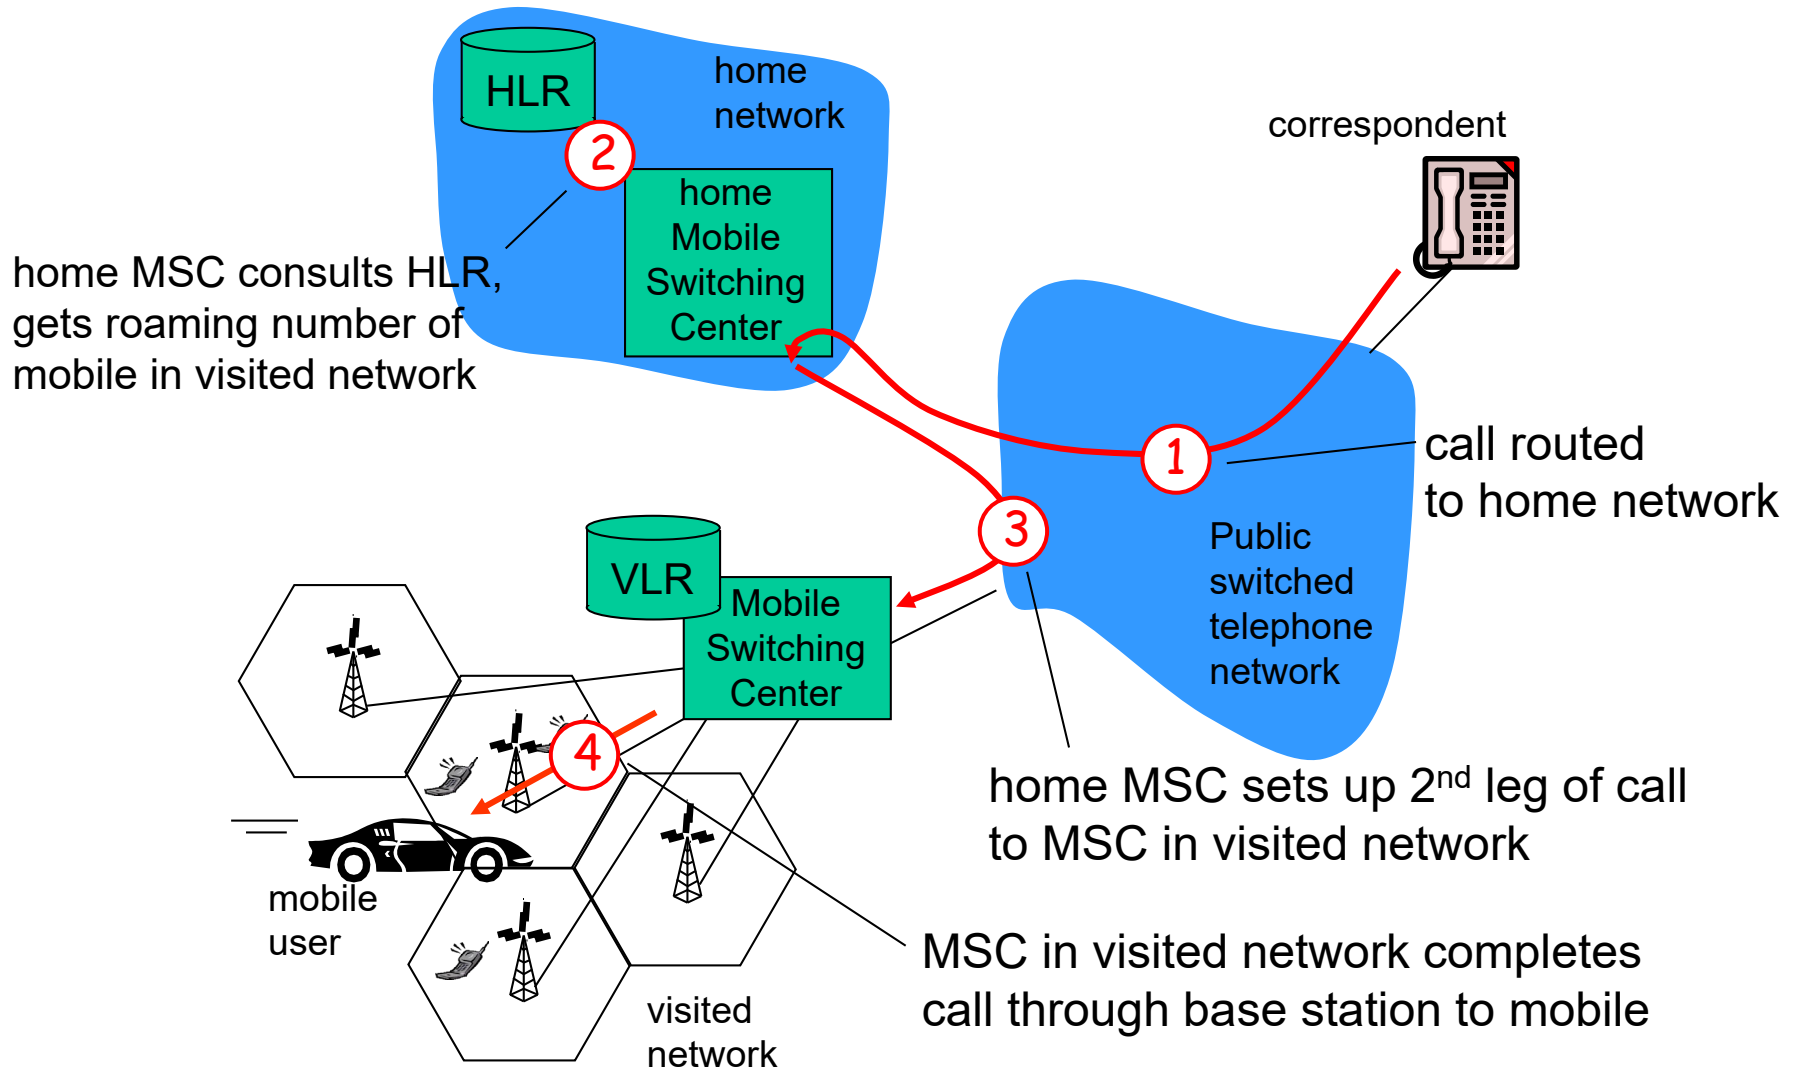 HLR
home
network
correspondent
2
home
Mobile
Switching
Center
home MSC consults HLR,
gets roaming number of
mobile in visited network
1
call routed
to home network
3
Public
switched
telephone
network
VLR
Mobile
Switching
Center
4
home MSC sets up 2nd leg of call
to MSC in visited network
mobile
user
MSC in visited network completes
call through base station to mobile
visited
network